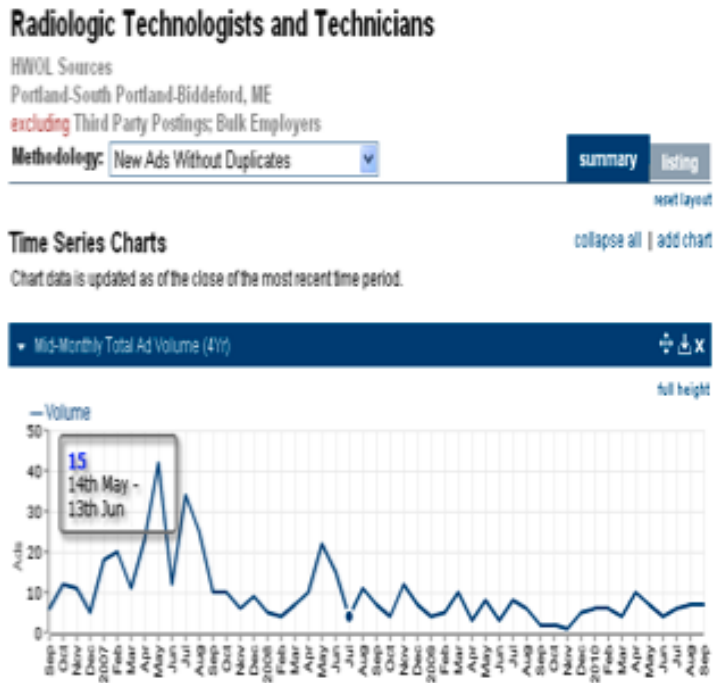 Radiologic Technologists and Technicians
HWOL Sources
Portland-South Portland-Biddeford, ME
excluding Third Party Postings; Bulk Employers
Methodology: New Ads Without Duplicates
summary listing
reset layout
Time Series Charts
collapse all | add chart
Chart data is updated as of the close of the most recent time period.
Mid-Monthly Total Ad Volume (4Yr)
x
full height
Volume
50
40
30
20
10
0
Ads
15
14th May -
13th Jun
Sep Oct Nov Dec 2007 Feb Mar Apr May Jun Jul Aug Sep Oct Nov Dec 2008 Feb Mar Apr May Jun Jul Aug Sep Oct Nov Dec 2009 Feb Mar Apr May Jun Jul Aug Sep Oct Nov Dec 2010 Feb Mar Apr May Jun Jul Aug Sep